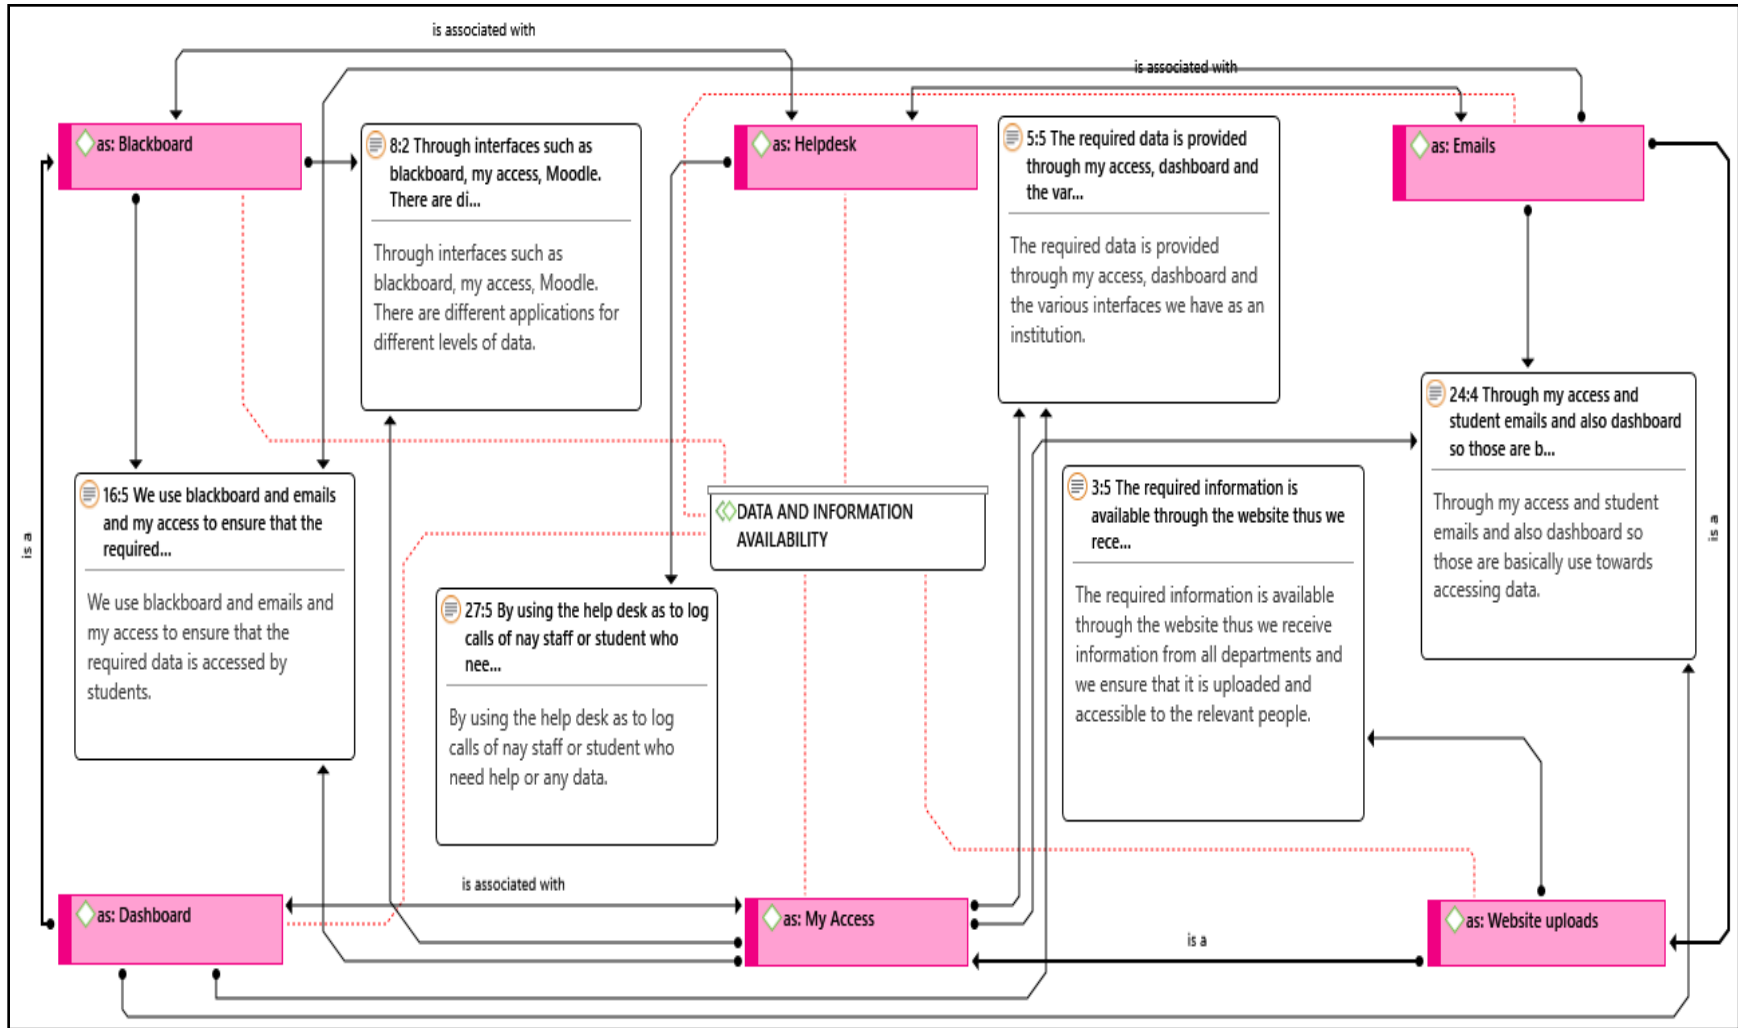 is associated with
is associated with
as: Blackboard
8:2 Through interfaces such as
blackboard, my access, Moodle.
There are di...
Through interfaces such as
blackboard, my access, Moodle.
There are different applications for
different levels of data.
as: Helpdesk
5:5 The required data is provided
through my access, dashboard and
the var...
The required data is provided
through my access, dashboard and
the various interfaces we have as an
institution.
as: Emails
24:4 Through my access and
student emails and also dashboard
so those are b...
Through my access and student
emails and also dashboard so
those are basically use towards
accessing data.
is a
is a
16:5 We use blackboard and emails
and my access to ensure that the
required...
We use blackboard and emails and
my access to ensure that the
required data is accessed by
students.
DATA AND INFORMATION
AVAILABILITY
3:5 The required information is
available through the website thus we
rece...
The required information is available
through the website thus we receive
information from all departments and
we ensure that it is uploaded and
accessible to the relevant people.
27:5 By using the help desk as to log
calls of nay staff or student who
nee...
By using the help desk as to log
calls of nay staff or student who
need help or any data.
is associated with
as: Dashboard
as: My Access
is a
as: Website uploads